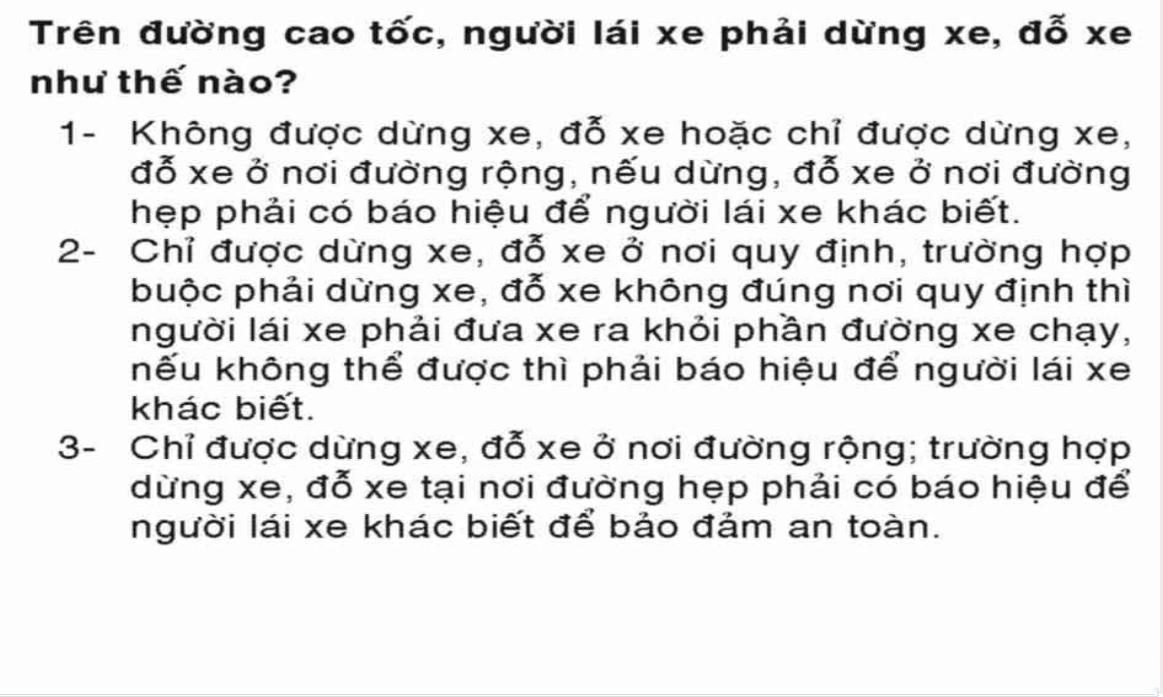 Trên đường cao tốc, người lái xe phải dừng xe, đỗ xe
như thế nào?
1- Không được dừng xe, đỗ xe hoặc chỉ được dừng xe,
đỗ xe ở nơi đường rộng, nếu dừng, đỗ xe ở nơi đường
hẹp phải có báo hiệu để người lái xe khác biết.
2- Chỉ được dừng xe, đỗ xe ở nơi quy định, trường hợp
buộc phải dừng xe, đỗ xe không đúng nơi quy định thì
người lái xe phải đưa xe ra khỏi phần đường xe chạy,
nếu không thể được thì phải báo hiệu để người lái xe
khác biết.
3- Chỉ được dừng xe, đỗ xe ở nơi đường rộng; trường hợp
dừng xe, đỗ xe tại nơi đường hẹp phải có báo hiệu để
người lái xe khác biết để bảo đảm an toàn.